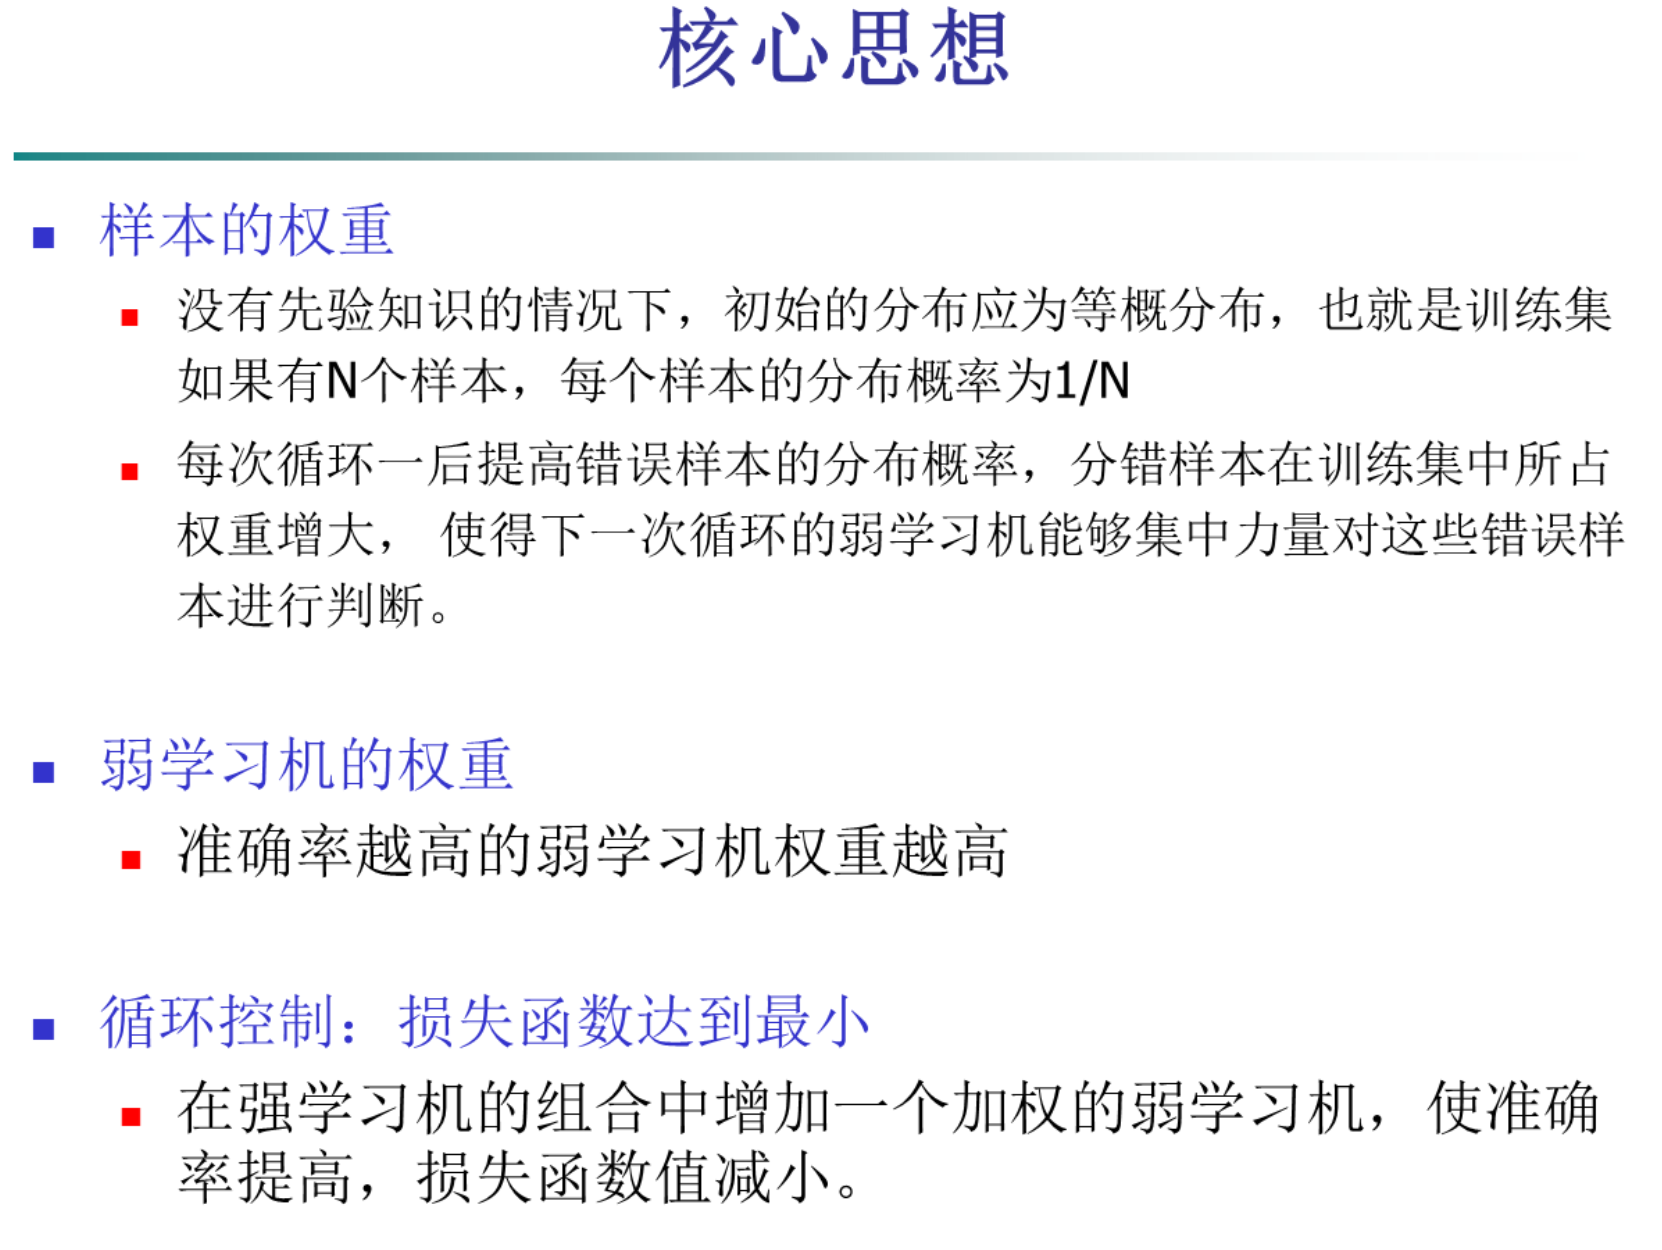 核心思想
样本的权重
没有先验知识的情况下，初始的分布应为等概分布，也就是训练集
如果有N个样本，每个样本的分布概率为1/N
每次循环一后提高错误样本的分布概率，分错样本在训练集中所占
权重增大， 使得下一次循环的弱学习机能够集中力量对这些错误样
本进行判断。
弱学习机的权重
准确率越高的弱学习机权重越高
循环控制：损失函数达到最小
在强学习机的组合中增加一个加权的弱学习机，使准确
率提高，损失函数值减小。